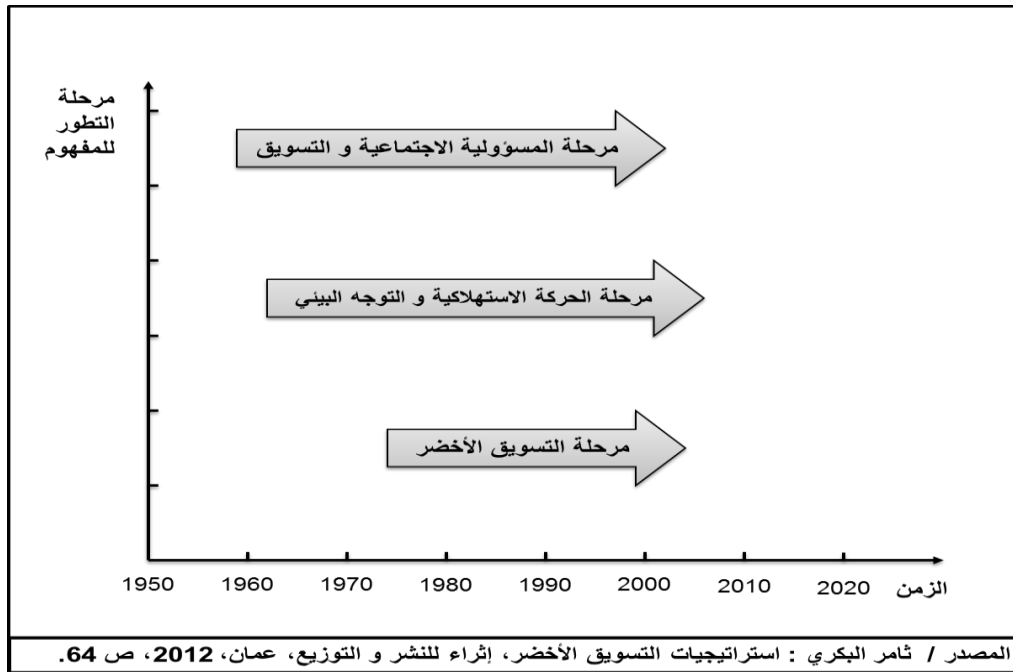 مرحلة
التطور
للمفهوم
مرحلة المسؤولية الاجتماعية و التسويق
مرحلة الحركة الاستهلاكية و التوجه البيئي
مرحلة التسويق الأخضر
1950 1960 1970 1980 1990 2000 2010 2020 الزمن
المصدر / ثامر البكري : استراتيجيات التسويق الأخضر، إثراء للنشر و التوزيع، عمان، 2012، ص 64.